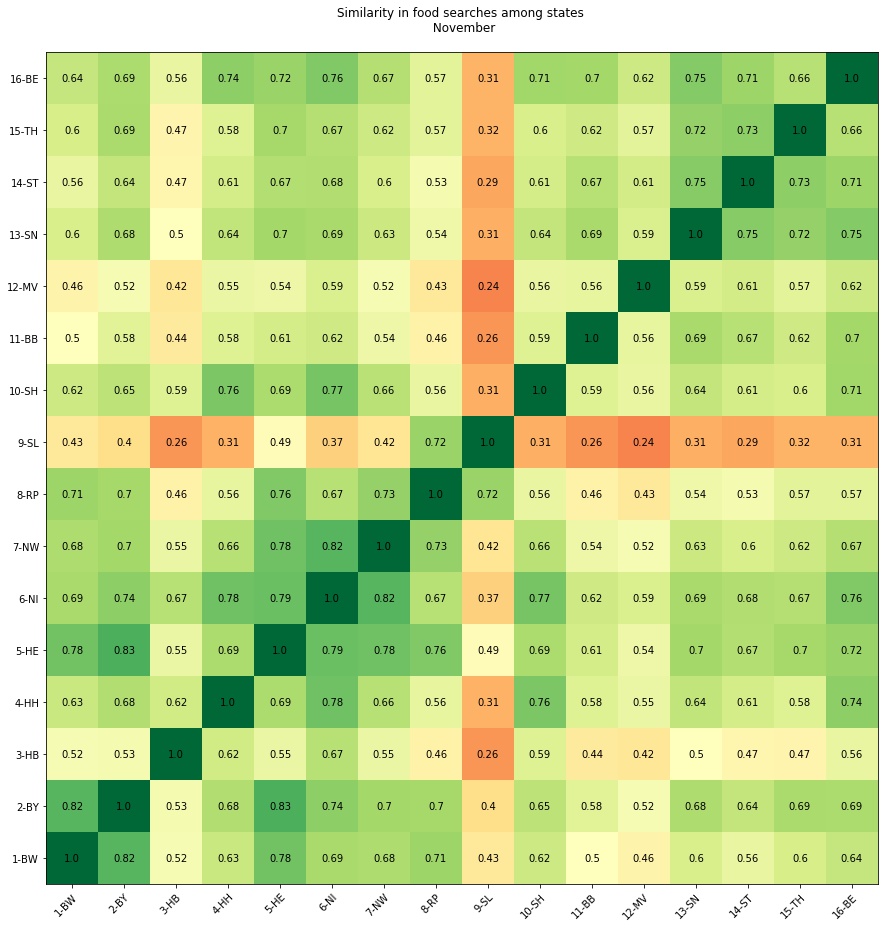 Similarity in food searches among states
November
16-BE 0.64 0.69 0.56 0.74 0.72 0.76 0.67 0.57 0.31 0.71 0.7 0.62 0.75 0.71 0.66 1.0
15-TH 0.6 0.69 0.47 0.58 0.7 0.67 0.62 0.57 0.32 0.6 0.62 0.57 0.72 0.73 1.0 0.66
14-ST 0.56 0.64 0.47 0.61 0.67 0.68 0.6 0.53 0.29 0.61 0.67 0.61 0.75 1.0 0.73 0.71
13-SN 0.6 0.68 0.5 0.64 0.7 0.69 0.63 0.54 0.31 0.64 0.69 0.59 1.0 0.75 0.72 0.75
12-MV 0.46 0.52 0.42 0.55 0.54 0.59 0.52 0.43 0.24 0.56 0.56 1.0 0.59 0.61 0.57 0.62
11-BB 0.5 0.58 0.44 0.58 0.61 0.62 0.54 0.46 0.26 0.59 1.0 0.56 0.69 0.67 0.62 0.7
10-SH 0.62 0.65 0.59 0.76 0.69 0.77 0.66 0.56 0.31 1.0 0.59 0.56 0.64 0.61 0.6 0.71
9-SL 0.43 0.4 0.26 0.31 0.49 0.37 0.42 0.72 1.0 0.31 0.26 0.24 0.31 0.29 0.32 0.31
8-RP 0.71 0.7 0.46 0.56 0.76 0.67 0.73 1.0 0.72 0.56 0.46 0.43 0.54 0.53 0.57 0.57
7-NW 0.68 0.7 0.55 0.66 0.78 0.82 1.0 0.73 0.42 0.66 0.54 0.52 0.63 0.6 0.62 0.67
6-NI 0.69 0.74 0.67 0.78 0.79 1.0 0.82 0.67 0.37 0.77 0.62 0.59 0.69 0.68 0.67 0.76
5-HE 0.78 0.83 0.55 0.69 1.0 0.79 0.78 0.76 0.49 0.69 0.61 0.54 0.7 0.67 0.7 0.72
4-HH 0.63 0.68 0.62 1.0 0.69 0.78 0.66 0.56 0.31 0.76 0.58 0.55 0.64 0.61 0.58 0.74
3-HB 0.52 0.53 1.0 0.62 0.55 0.67 0.55 0.46 0.26 0.59 0.44 0.42 0.5 0.47 0.47 0.56
2-BY 0.82 1.0 0.53 0.68 0.83 0.74 0.7 0.7 0.4 0.65 0.58 0.52 0.68 0.64 0.69 0.69
1-BW 1.0 0.82 0.52 0.63 0.78 0.69 0.68 0.71 0.43 0.62 0.5 0.46 0.6 0.56 0.6 0.64
1-BW 2-BY 3-HB 4-HH 5-HE 6-NI 7-NW 8-RP 9-SL 10-SH 11-BB 12-MV 13-SN 14-ST 15-TH 16-BE